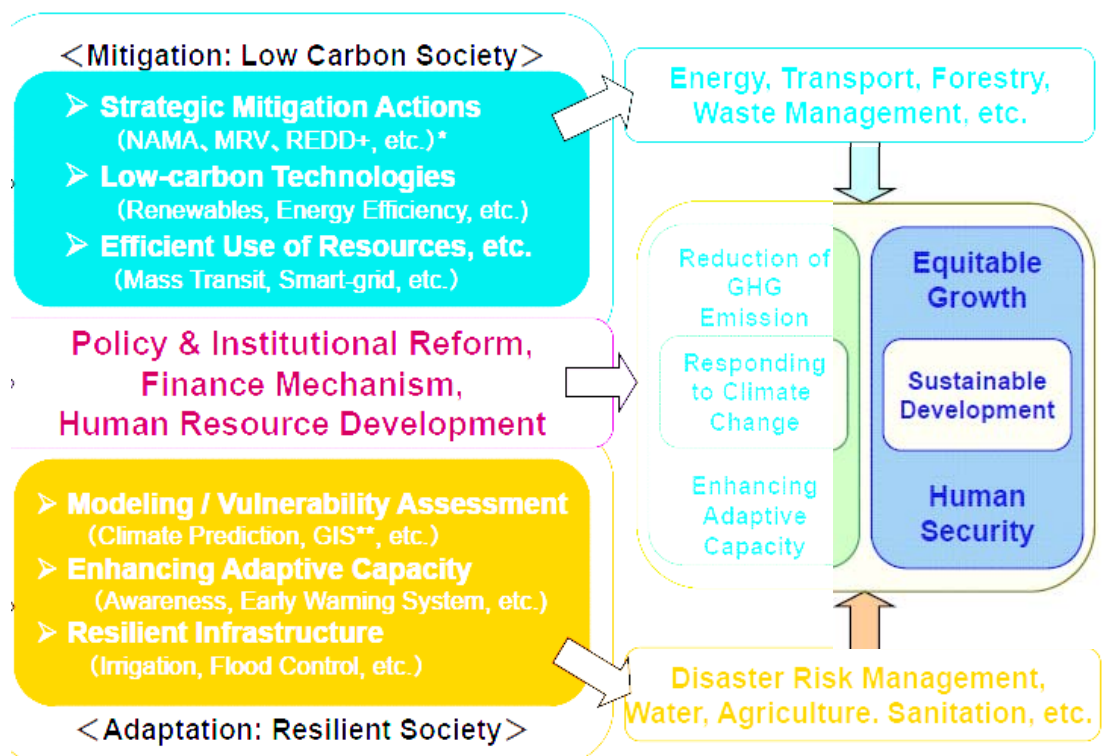 ＜Mitigation: Low Carbon Society＞
➢ Strategic Mitigation Actions
（NAMA、MRV、REDD+, etc.）*
➢ Low-carbon Technologies
（Renewables, Energy Efficiency, etc.）
➢ Efficient Use of Resources, etc.
（Mass Transit, Smart-grid, etc.）
Energy, Transport, Forestry,
Waste Management, etc.
Policy & Institutional Reform,
Finance Mechanism,
Human Resource Development
Reduction of
GHG
Emission
Responding
to Climate
Change
Enhancing
Adaptive
Capacity
Equitable
Growth
Sustainable
Development
Human
Security
➢ Modeling / Vulnerability Assessment
（Climate Prediction, GIS**, etc.）
➢ Enhancing Adaptive Capacity
（Awareness, Early Warning System, etc.）
➢ Resilient Infrastructure
（Irrigation, Flood Control, etc.）
＜Adaptation: Resilient Society＞
Disaster Risk Management,
Water, Agriculture. Sanitation, etc.